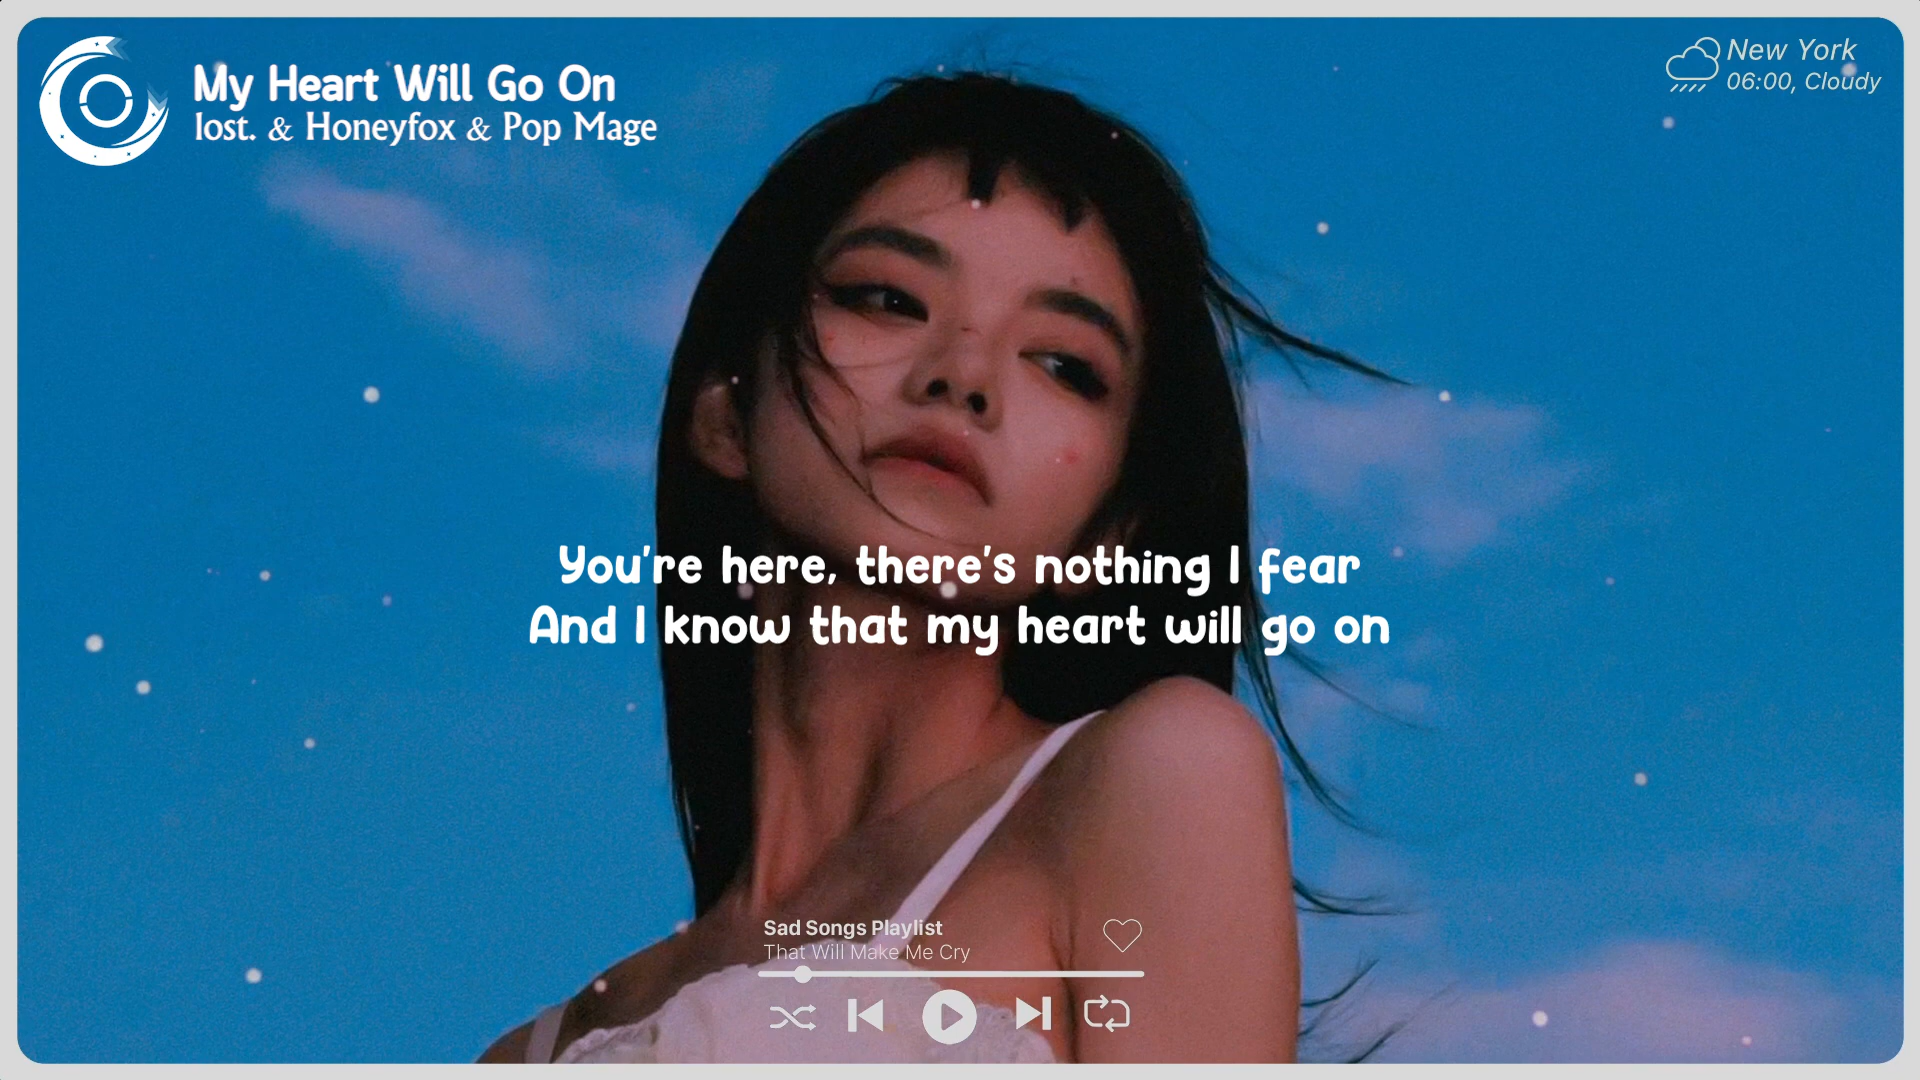 My Heart Will Go On
lost. & Honeyfox & Pop Mage
New York
06:00, Cloudy
You're here, there's nothing I fear
And I know that my heart will go on
Sad Songs Playlist
That Will Make Me Cry